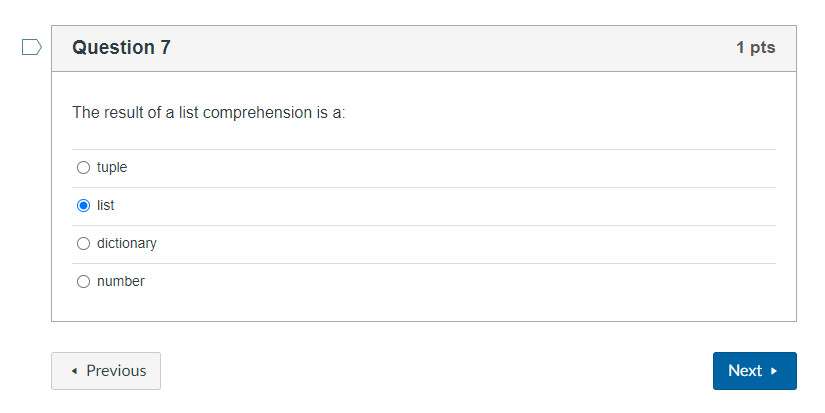 Question 7
1 pts
The result of a list comprehension is a:
tuple
list
dictionary
number
Previous
Next